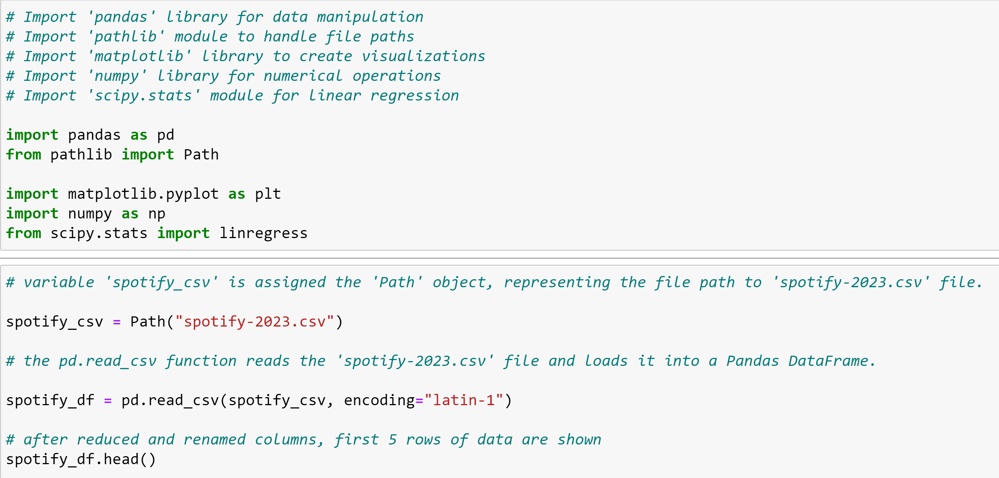 # Import 'pandas' library for data manipulation
# Import 'pathlib' module to handle file paths
# Import 'matplotlib' library to create visualizations
# Import 'numpy' library for numerical operations
# Import 'scipy.stats' module for linear regression
import pandas as pd
from pathlib import Path
import matplotlib.pyplot as plt
import numpy as np
from scipy.stats import linregress
# variable 'spotify_csv' is assigned the 'Path' object, representing the file path to 'spotify-2023.csv' file.
spotify_csv = Path("spotify-2023.csv")
# the pd.read_csv function reads the 'spotify-2023.csv' file and loads it into a Pandas DataFrame.
spotify_df = pd.read_csv(spotify_csv, encoding="latin-1")
# after reduced and renamed columns, first 5 rows of data are shown
spotify_df.head()